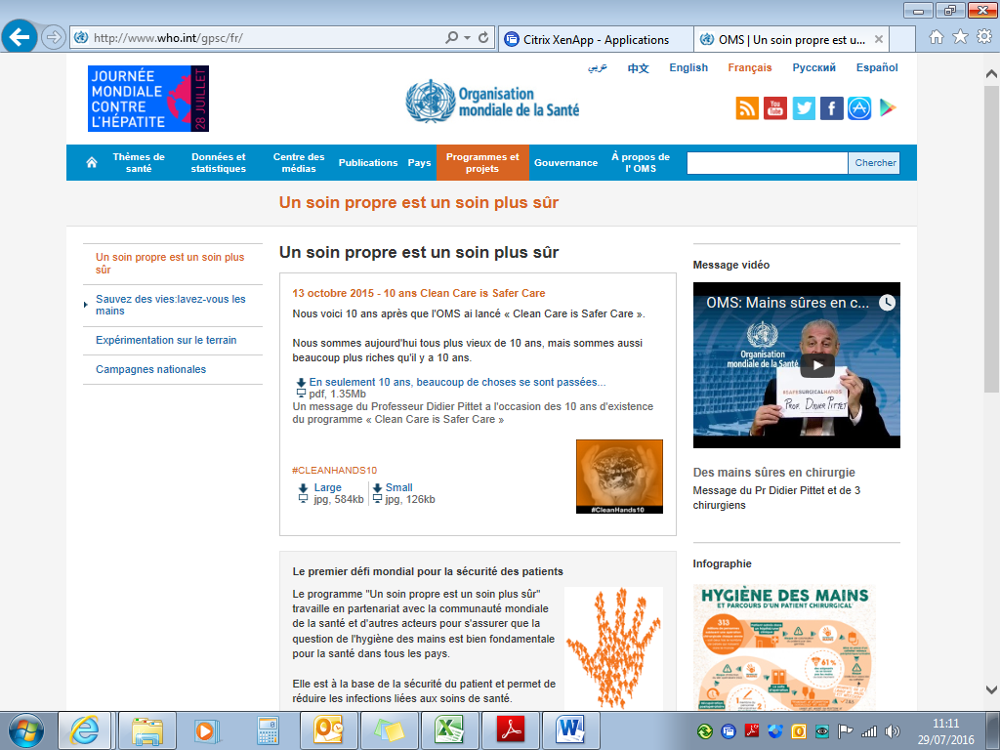 http://www.who.int/gpsc/fr/
Citrix XenApp - Applications
OMS | Un soin propre est u...
JOURNÉE
MONDIALE
CONTRE
L'HÉPATITE
28 JUILLET
عربي 中文 English Français Русский Español
Organisation
mondiale de la Santé
You
Tube
Thèmes de
santé
Données et
statistiques
Centre des
médias
Publications
Pays
Programmes et
projets
Gouvernance
À propos de
l' OMS
Chercher
Un soin propre est un soin plus sûr
Un soin propre est un soin plus
sûr
Sauvez des vies:lavez-vous les
mains
Expérimentation sur le terrain
Campagnes nationales
Un soin propre est un soin plus sûr
13 octobre 2015 - 10 ans Clean Care is Safer Care
Nous voici 10 ans après que l'OMS ai lancé « Clean Care is Safer Care ».
Nous sommes aujourd'hui tous plus vieux de 10 ans, mais sommes aussi
beaucoup plus riches qu'il y a 10 ans.
En seulement 10 ans, beaucoup de choses se sont passées...
pdf, 1.35Mb
Un message du Professeur Didier Pittet a l'occasion des 10 ans d'existence
du programme « Clean Care is Safer Care »
#CLEANHANDS10
Large
jpg, 584kb
Small
jpg, 126kb
#CleanHands10
Le premier défi mondial pour la sécurité des patients
Le programme "Un soin propre est un soin plus sûr"
travaille en partenariat avec la communauté mondiale
de la santé et d'autres acteurs pour s'assurer que la
question de l'hygiène des mains est bien fondamentale
pour la santé dans tous les pays.
Elle est à la base de la sécurité du patient et permet de
réduire les infections liées aux soins de santé.
Message vidéo
OMS: Mains sûres en c...
Organisation
mondiale de la Santé
#SAFESURGICALHANDS
PROF. DIDIER PITTET
Des mains sûres en chirurgie
Message du Pr Didier Pittet et de 3
chirurgiens
Infographie
HYGIÈNE DES MAINS
ET PARCOURS D'UN PATIENT CHIRURGICAL
313
61%
11:11
29/07/2016